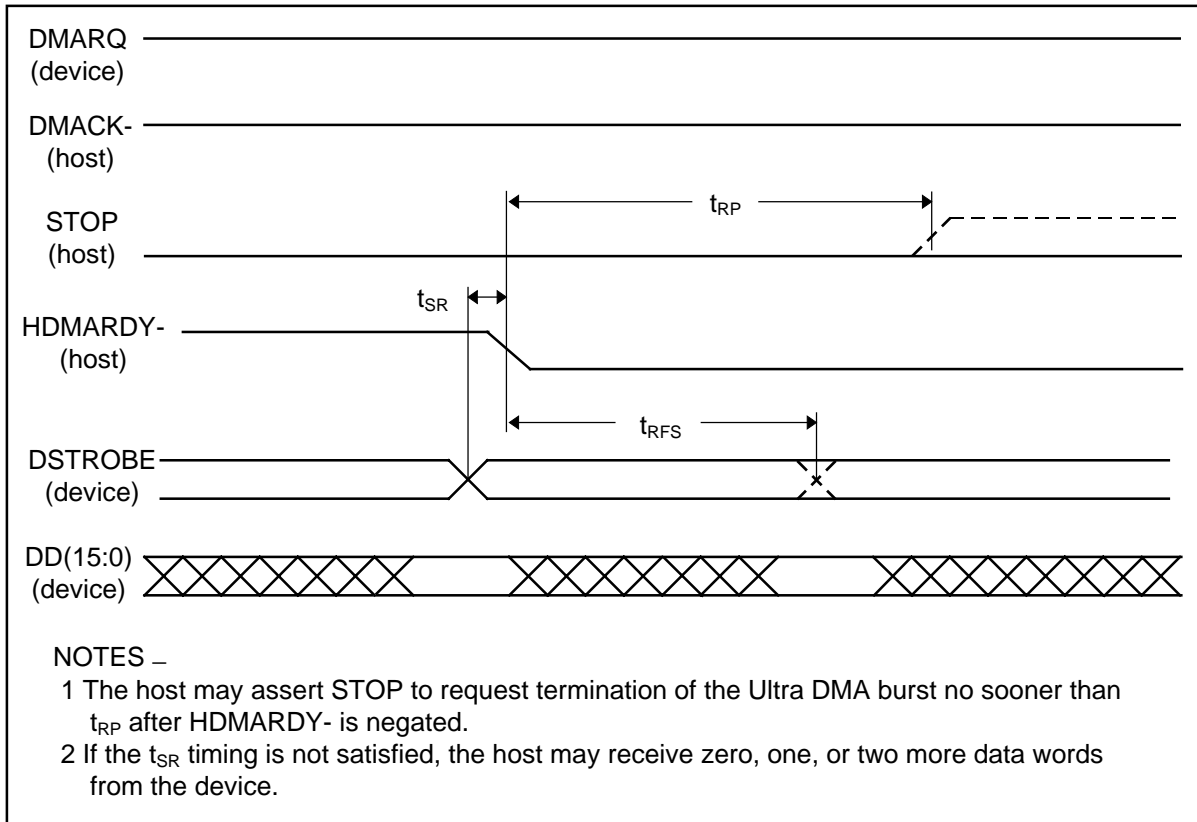 DMARQ
(device)
DMACK-
(host)
STOP
(host)
tRP
tSR
HDMARDY-
(host)
tRFS
DSTROBE
(device)
DD(15:0)
(device)
NOTES –
1 The host may assert STOP to request termination of the Ultra DMA burst no sooner than
tRP after HDMARDY- is negated.
2 If the tSR timing is not satisfied, the host may receive zero, one, or two more data words
from the device.